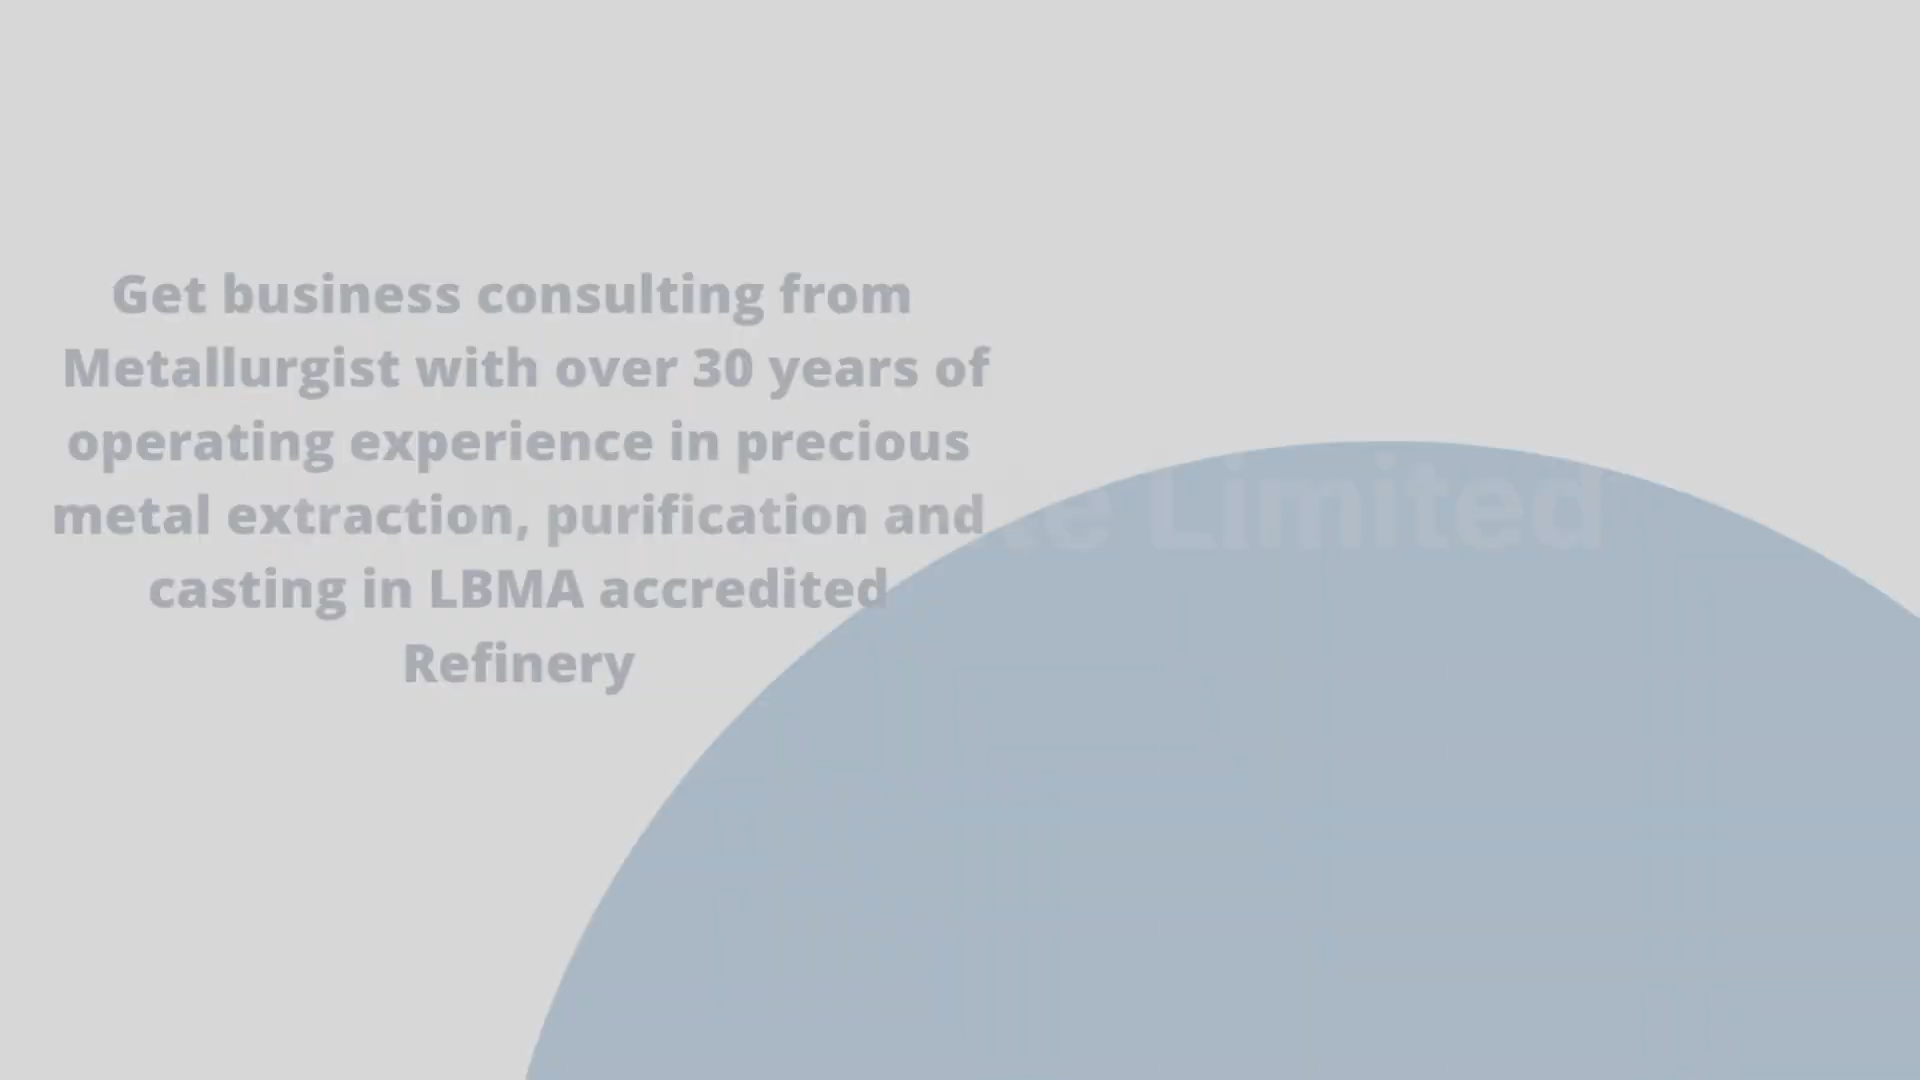 Get business consulting from
Metallurgist with over 30 years of
operating experience in precious
metal extraction, purification and
casting in LBMA accredited
Refinery
Limited